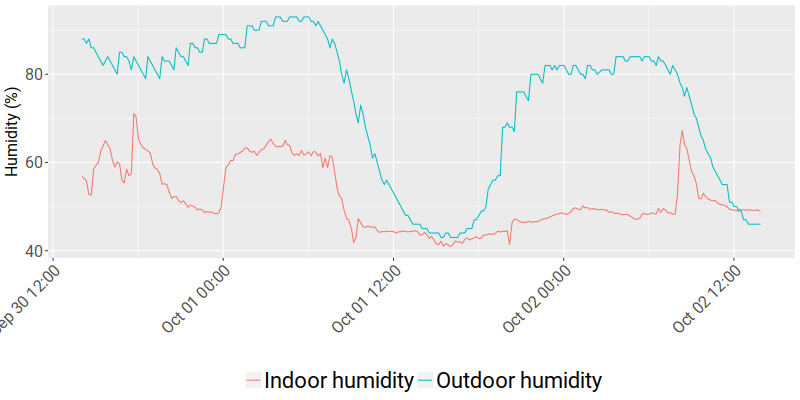 Humidity (%)
80
60
40
ep 30 12:00
Oct 01 00:00
Oct 01 12:00
Oct 02 00:00
Oct 02 12:00
Indoor humidity
Outdoor humidity